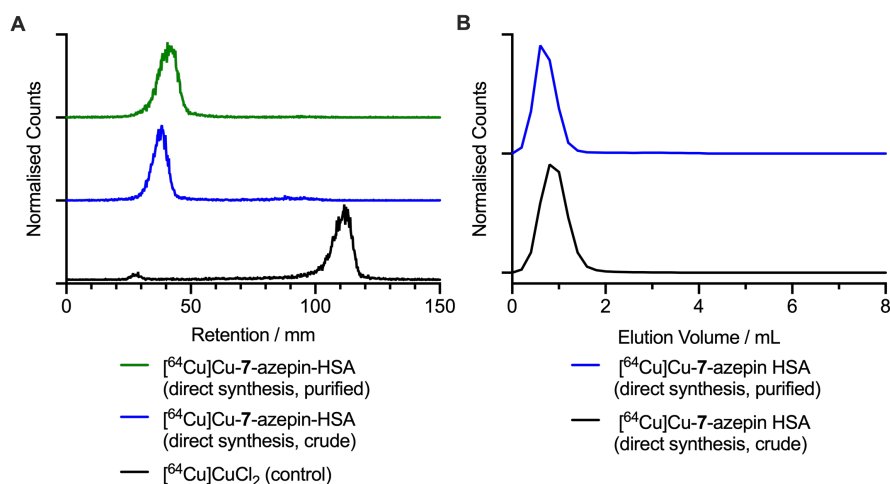 A
Normalised Counts
0
50
100
150
Retention / mm
[⁶⁴Cu]Cu-7-azepin-HSA
(direct synthesis, purified)
[⁶⁴Cu]Cu-7-azepin-HSA
(direct synthesis, crude)
[⁶⁴Cu]CuCl₂ (control)
B
Normalised Counts
0
2
4
6
8
Elution Volume / mL
[⁶⁴Cu]Cu-7-azepin HSA
(direct synthesis, purified)
[⁶⁴Cu]Cu-7-azepin HSA
(direct synthesis, crude)